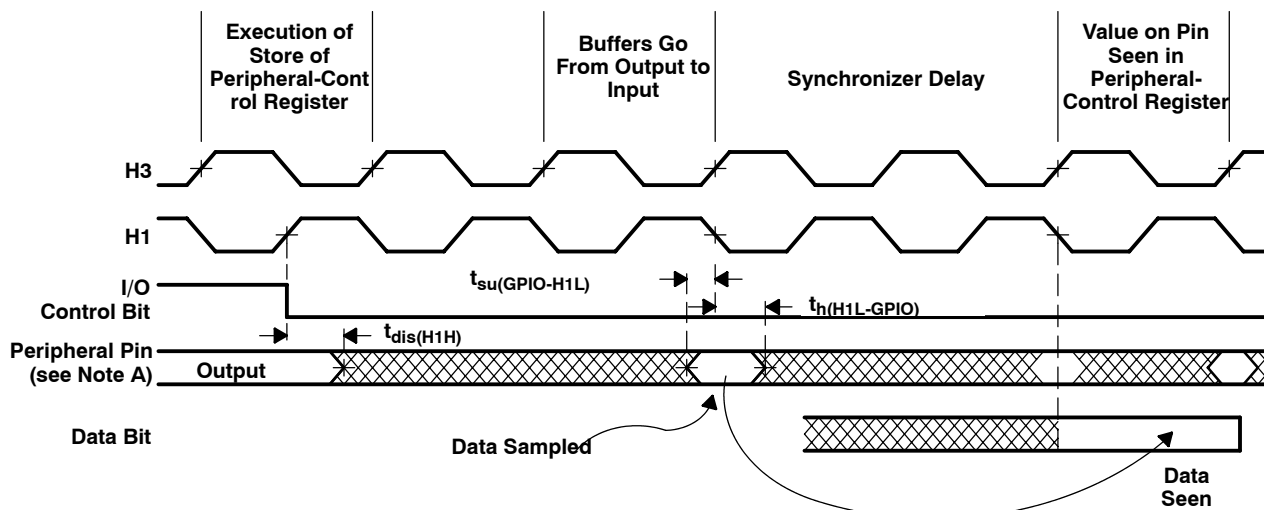 Execution of
Store of
Peripheral-Cont
rol Register
Buffers Go
From Output to
Input
Synchronizer Delay
Value on Pin
Seen in
Peripheral-
Control Register
H3
H1
I/O
Control Bit
tsu(GPIO-H1L)
th(H1L-GPIO)
tdis(H1H)
Peripheral Pin
(see Note A)
Output
Data Bit
Data Sampled
Data
Seen